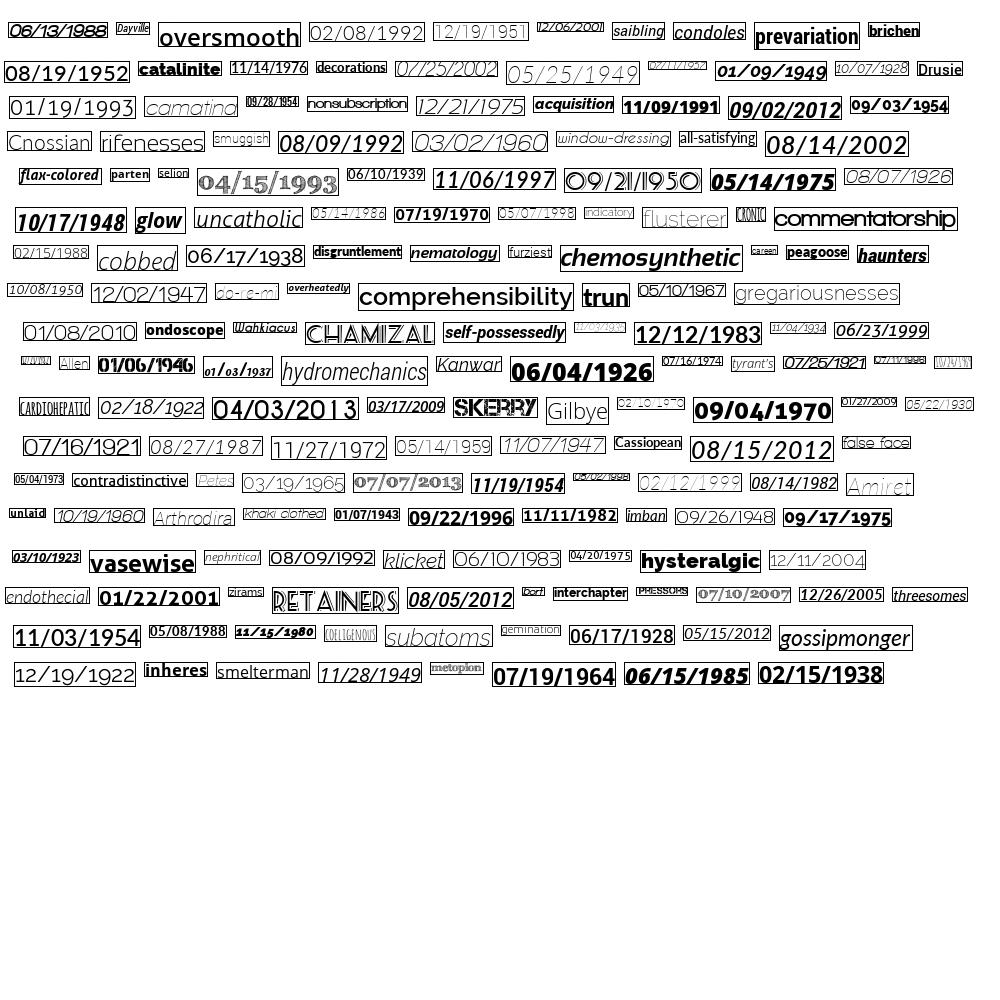 06/13/1988 Dayville oversmooth 02/08/1992 12/19/1951 12/06/2001 saibling condoles prevarication brichen
08/19/1952 catalinite 11/14/1976 decorations 07/25/2002 05/25/1949 07/11/1952 01/09/1949 10/07/1928 Drusie
01/19/1993 camatina 09/28/1954 nonsubscription 12/21/1975 acquisition 11/09/1991 09/02/2012 09/03/1954
Cnossian rifenesses smuggish 08/09/1992 03/02/1960 window-dressing all-satisfying 08/14/2002
flax-colored parten selion 04/15/1993 06/10/1939 11/06/1997 09/21/1950 05/14/1975 08/07/1926
10/17/1948 glow uncatholic 05/14/1986 07/19/1970 05/07/1998 indicatory flusterer CRONIC commentatorship
02/15/1988 cobbed 06/17/1938 disgruntlement nematology furziest chemosynthetic careen peagoose haunters
10/08/1950 12/02/1947 do-re-mi overheatedly comprehensibility trun 05/10/1967 gregariousnesses
01/08/2010 ondoscope Wahkiacus CHAMIZAL self-possessedly 11/03/1935 12/12/1983 11/04/1934 06/23/1999
Allen 01/06/1946 01/03/1937 hydromechanics Kanwar 06/04/1926 07/16/1974 tyrant's 07/25/1921 07/11/1996
CARDIOHEPATIC 02/18/1922 04/03/2013 03/17/2009 SKERRY Gilbye 02/10/1970 09/04/1970 01/27/2009 05/22/1930
07/16/1921 08/27/1987 11/27/1972 05/14/1959 11/07/1947 Cassiopean 08/15/2012 false face
05/04/1973 contradistinctive Petes 03/19/1965 07/07/2013 11/19/1954 05/02/1998 02/12/1999 08/14/1982 Amiret
unlaid 10/19/1960 Arthrodira khaki clothed 01/07/1943 09/22/1996 11/11/1982 imban 09/26/1948 09/17/1975
03/10/1923 vasewise nephritical 08/09/1992 klicket 06/10/1983 04/20/1975 hysteralgic 12/11/2004
endothecial 01/22/2001 zirams RETAINERS 08/05/2012 Dort interchapter PRESSORS 07/10/2007 12/26/2005 threesomes
11/03/1954 05/08/1988 11/15/1980 COELIGENOUS subatoms gemination 06/17/1928 05/15/2012 gossipmonger
12/19/1922 inheres smelterman 11/28/1949 metopion 07/19/1964 06/15/1985 02/15/1938